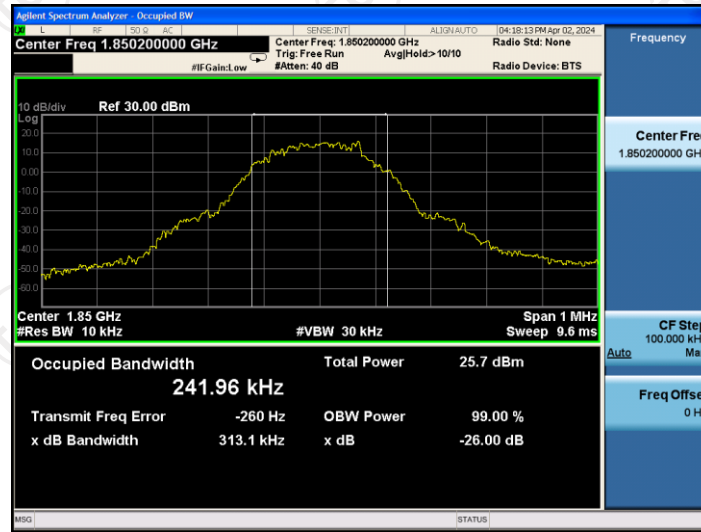 Agilent Spectrum Analyzer - Occupied BW
L RF 50 Ω AC SENSE:INT ALIGNAUTO 04:18:13 PM Apr 02, 2024
Center Freq 1.850200000 GHz
Center Freq: 1.850200000 GHz Radio Std: None
Trig: Free Run Avg|Hold:>10/10
#IFGain:Low #Atten: 40 dB Radio Device: BTS
10 dB/div Ref 30.00 dBm
Log
20.0
10.0
0.00
-10.0
-20.0
-30.0
-40.0
-50.0
-60.0
Center 1.85 GHz Span 1 MHz
#Res BW 10 kHz #VBW 30 kHz Sweep 9.6 ms
Occupied Bandwidth Total Power 25.7 dBm
241.96 kHz
Transmit Freq Error -260 Hz OBW Power 99.00 %
x dB Bandwidth 313.1 kHz x dB -26.00 dB
MSG STATUS
Frequency
Center Fre
1.850200000 GH
CF Ste
100.000 kH
Auto Ma
Freq Offse
0 H